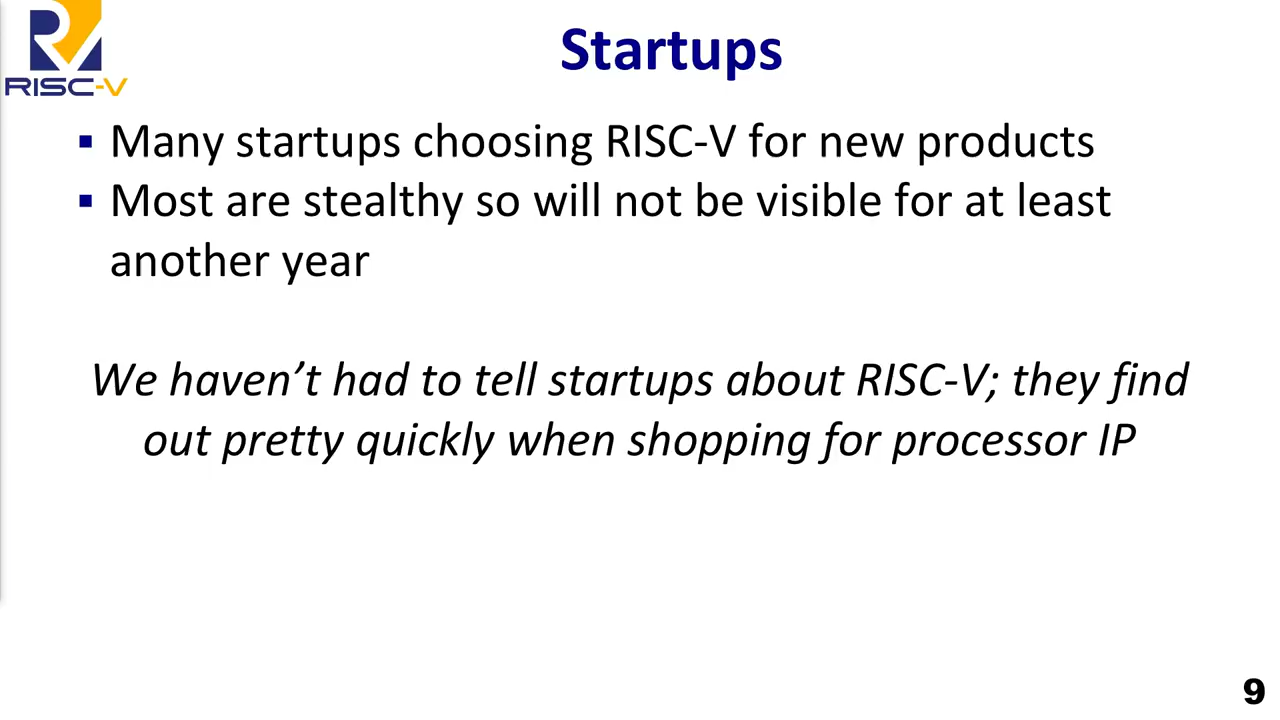 RISC-V
Startups
▪ Many startups choosing RISC-V for new products
▪ Most are stealthy so will not be visible for at least
another year
We haven’t had to tell startups about RISC-V; they find
out pretty quickly when shopping for processor IP
9